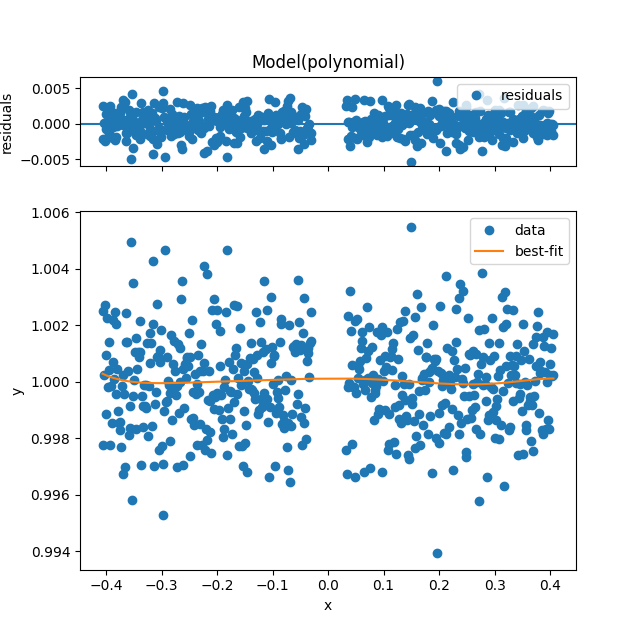 Model(polynomial)
0.005
0.000
−0.005
residuals
residuals
1.006
1.004
1.002
1.000
0.998
0.996
0.994
y
data
best-fit
−0.4 −0.3 −0.2 −0.1 0.0 0.1 0.2 0.3 0.4
x